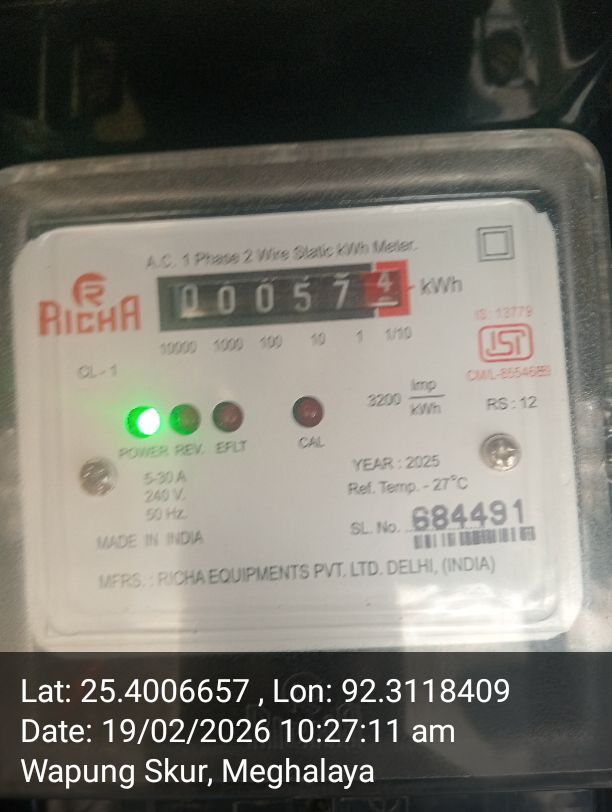 A.C. 1 Phase 2 Wire Static kWh Meter.
RICHA
000574 kWh
10000 1000 100 10 1 1/10
IS : 13779
ISI
CL - 1
3200 Imp/kWh
RS : 12
POWER REV. EFLT CAL
5-30 A
240 V.
50 Hz.
YEAR : 2025
Ref. Temp. - 27°C
SL. No. 684491
MADE IN INDIA
MFRS. : RICHA EQUIPMENTS PVT. LTD. DELHI, (INDIA)
Lat: 25.4006657 , Lon: 92.3118409
Date: 19/02/2026 10:27:11 am
Wapung Skur, Meghalaya